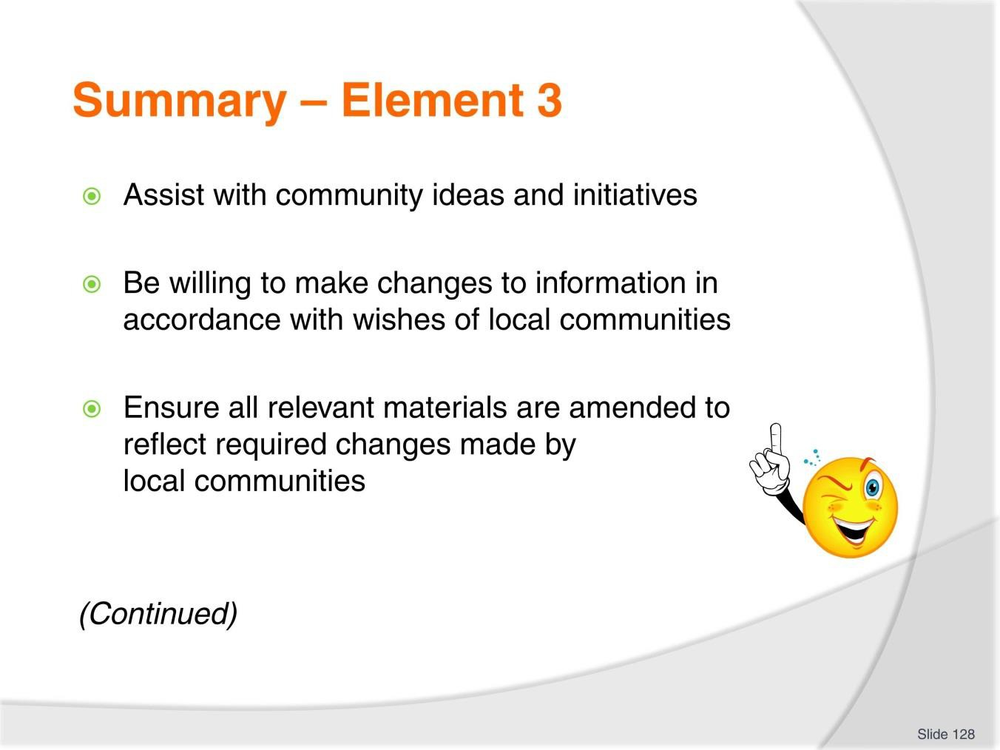 Summary – Element 3
Assist with community ideas and initiatives
Be willing to make changes to information in
accordance with wishes of local communities
Ensure all relevant materials are amended to
reflect required changes made by
local communities
(Continued)
Slide 128